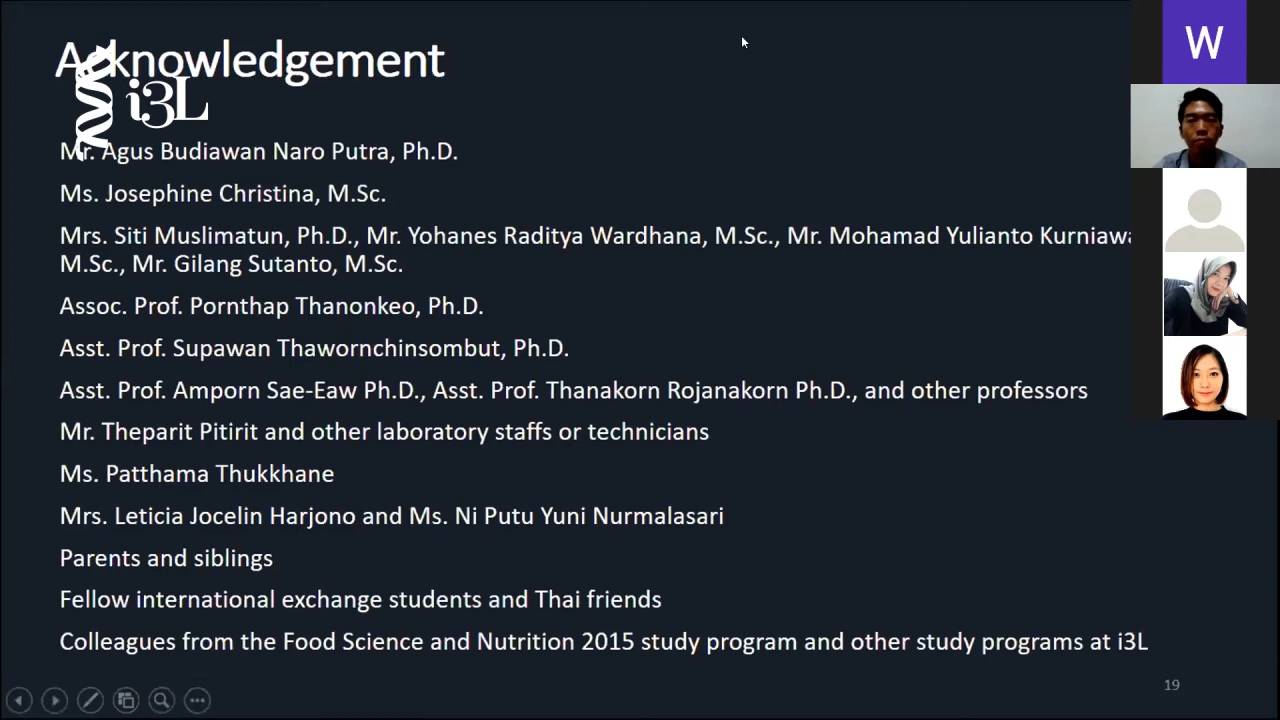 Acknowledgement
i3L
Mr. Agus Budiawan Naro Putra, Ph.D.
Ms. Josephine Christina, M.Sc.
Mrs. Siti Muslimatun, Ph.D., Mr. Yohanes Raditya Wardhana, M.Sc., Mr. Mohamad Yulianto
M.Sc., Mr. Gilang Sutanto, M.Sc.
Assoc. Prof. Pornthap Thanonkeo, Ph.D.
Asst. Prof. Supawan Thawornchinsombut, Ph.D.
Asst. Prof. Amporn Sae-Eaw Ph.D., Asst. Prof. Thanakorn Rojanakorn Ph.D., and other professors
Mr. Theparit Pitirit and other laboratory staffs or technicians
Ms. Patthama Thukkhane
Mrs. Leticia Jocelin Harjono and Ms. Ni Putu Yuni Nurmalasari
Parents and siblings
Fellow international exchange students and Thai friends
Colleagues from the Food Science and Nutrition 2015 study program and other study programs at i3L
19
W